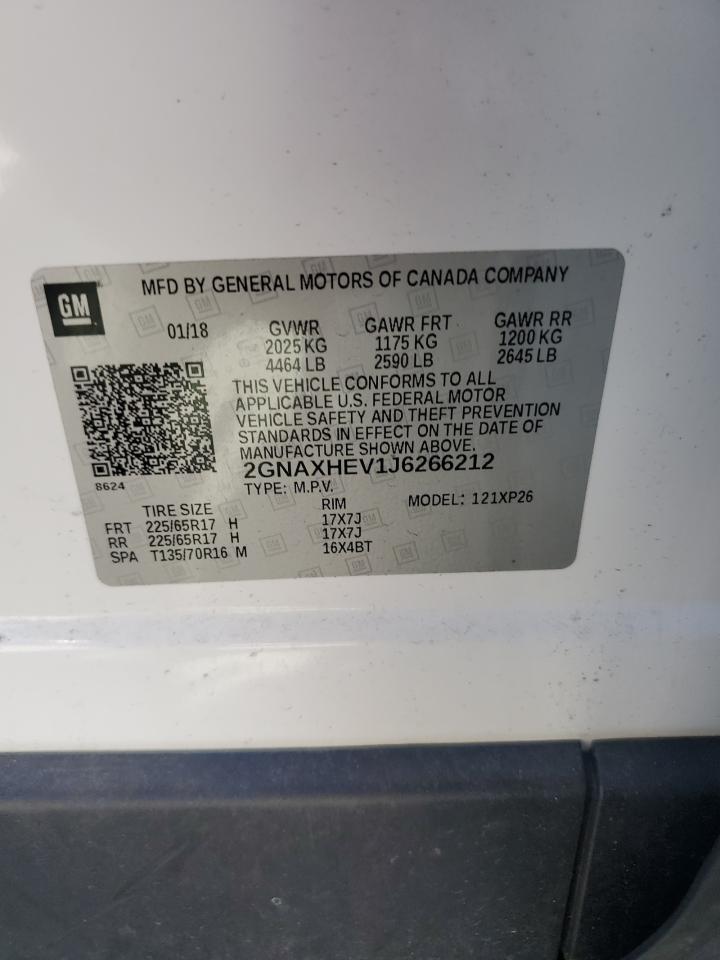 GM
MFD BY GENERAL MOTORS OF CANADA COMPANY
01/18 GVWR GAWR FRT GAWR RR
2025 KG 1175 KG 1200 KG
4464 LB 2590 LB 2645 LB
THIS VEHICLE CONFORMS TO ALL
APPLICABLE U.S. FEDERAL MOTOR
VEHICLE SAFETY AND THEFT PREVENTION
STANDARDS IN EFFECT ON THE DATE OF
MANUFACTURE SHOWN ABOVE.
8624 2GNAXHEV1J6266212
TYPE: M.P.V. MODEL: 121XP26
TIRE SIZE RIM
FRT 225/65R17 H 17X7J
RR 225/65R17 H 17X7J
SPA T135/70R16 M 16X4BT